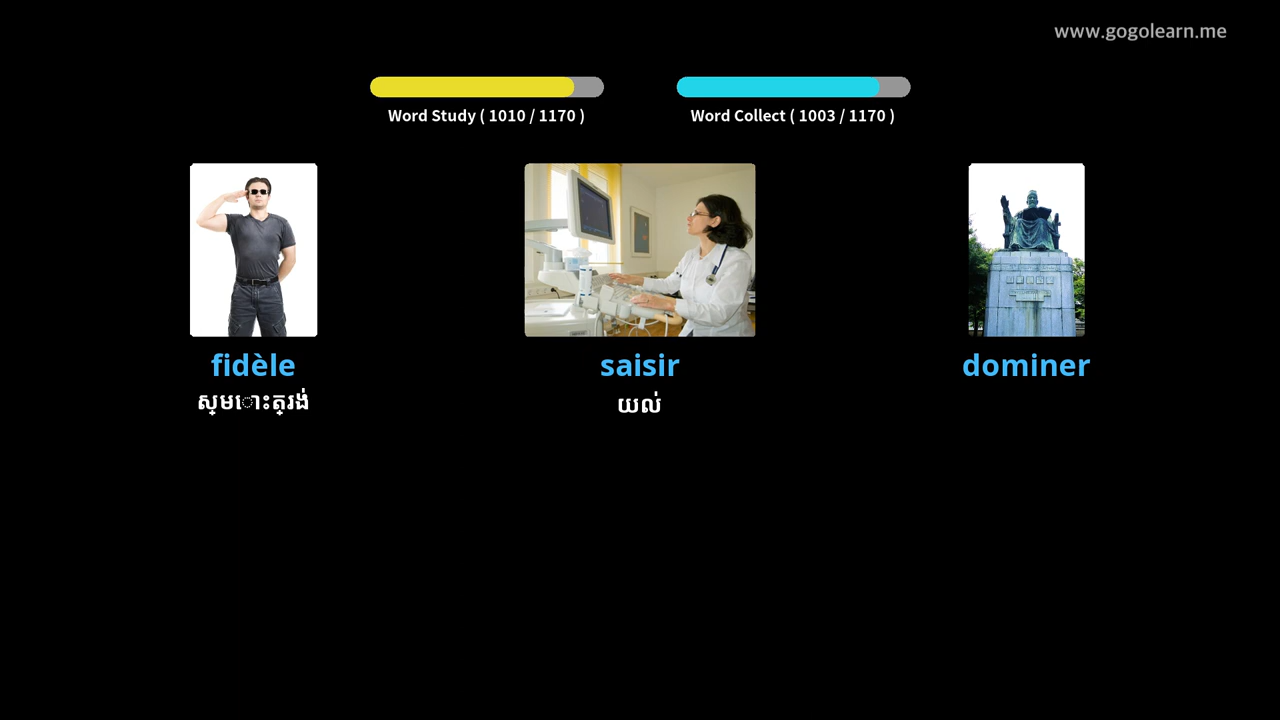 www.gogolearn.me
Word Study ( 1010 / 1170 )
Word Collect ( 1003 / 1170 )
fidèle
ស្មោះត្រង់
saisir
យល់
dominer